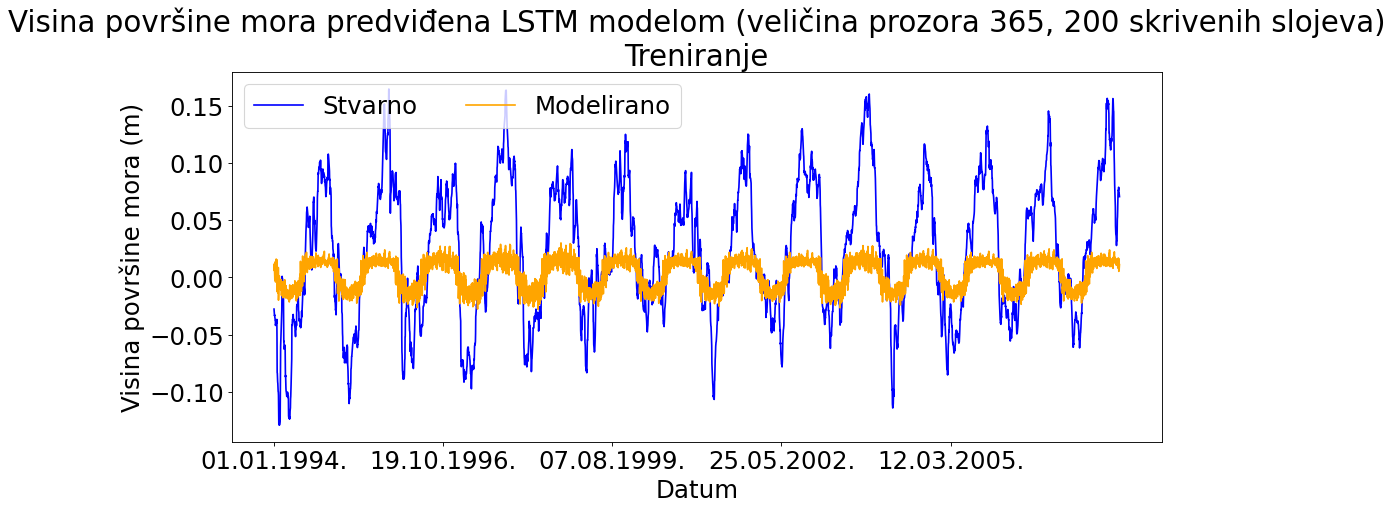 Visina površine mora predviđena LSTM modelom (veličina prozora 365, 200 skrivenih slojeva)
Treniranje
Stvarno Modelirano
Visina površine mora (m)
0.15
0.10
0.05
0.00
−0.05
−0.10
01.01.1994. 19.10.1996. 07.08.1999. 25.05.2002. 12.03.2005.
Datum